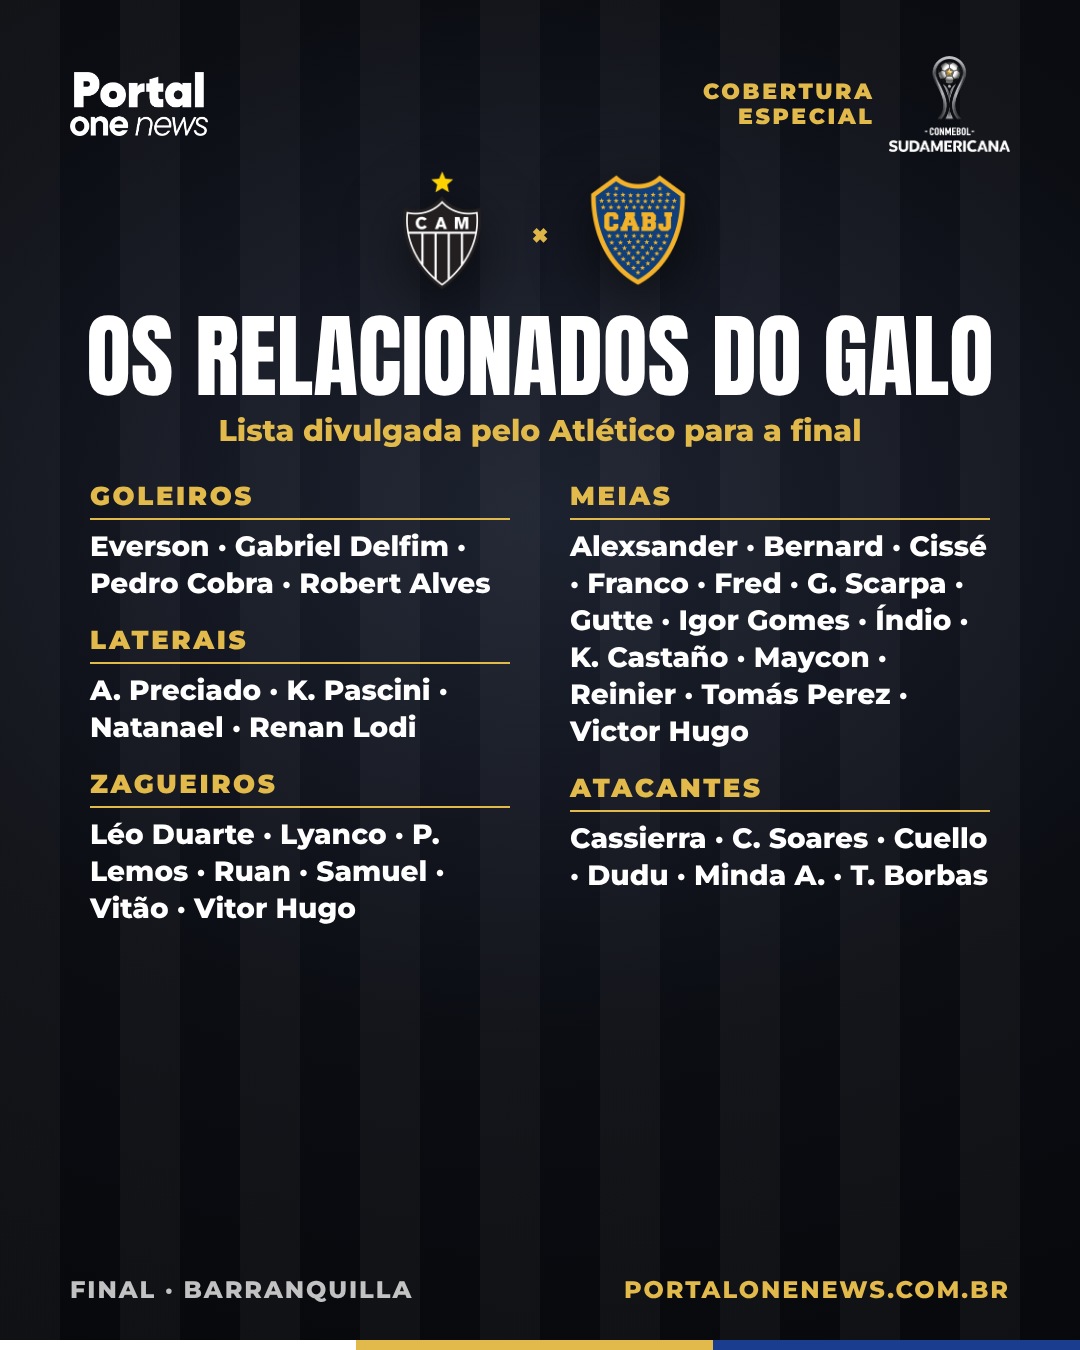 Portal
one news
COBERTURA
ESPECIAL
-CONMEBOL-
SUDAMERICANA
CAM
×
CABJ
OS RELACIONADOS DO GALO
Lista divulgada pelo Atlético para a final
GOLEIROS
Everson · Gabriel Delfim ·
Pedro Cobra · Robert Alves
LATERAIS
A. Preciado · K. Pascini ·
Natanael · Renan Lodi
ZAGUEIROS
Léo Duarte · Lyanco · P.
Lemos · Ruan · Samuel ·
Vitão · Vitor Hugo
MEIAS
Alexsander · Bernard · Cissé
· Franco · Fred · G. Scarpa ·
Gutte · Igor Gomes · Índio ·
K. Castaño · Maycon ·
Reinier · Tomás Perez ·
Victor Hugo
ATACANTES
Cassierra · C. Soares · Cuello
· Dudu · Minda A. · T. Borbas
FINAL · BARRANQUILLA
PORTALONENEWS.COM.BR